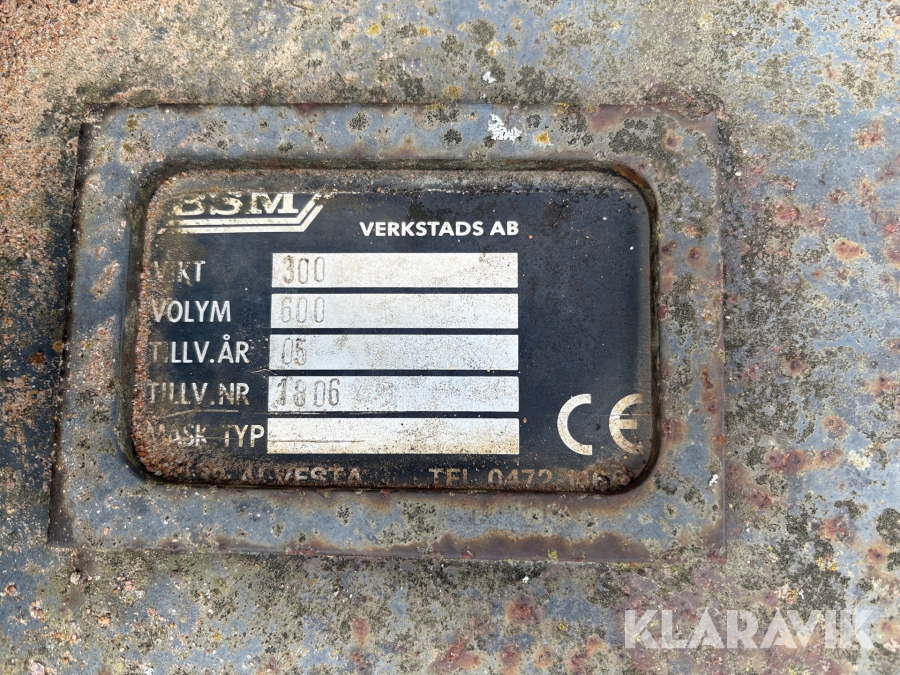 BSM
VERKSTADS AB
VIKT 300
VOLYM 600
TILLV.ÅR 05
TILLV.NR 1806
MASK TYP
ALVESTA TEL 0472
KLARAVIK